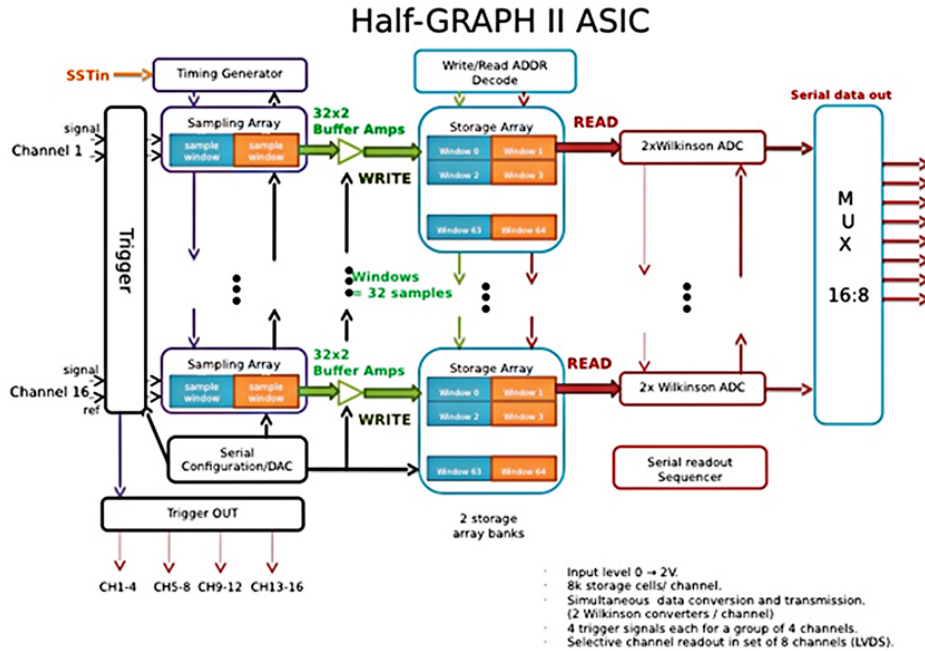 Half-GRAPH II ASIC
SSTin
Timing Generator
Write/Read ADDR
Decode
Serial data out
signal
Channel 1
Trigger
Sampling Array
sample
window
sample
window
32x2
Buffer Amps
WRITE
Storage Array
Window 0
Window 1
Window 2
Window 3
Window 63
Window 64
READ
2xWilkinson ADC
M
U
X
16:8
Windows
= 32 samples
signal
Channel 16
ref
Sampling Array
sample
window
sample
window
32x2
Buffer Amps
WRITE
Storage Array
Window 0
Window 1
Window 2
Window 3
Window 63
Window 64
READ
2x Wilkinson ADC
Serial
Configuration/DAC
Serial readout
Sequencer
Trigger OUT
2 storage
array banks
CH1-4
CH5-8
CH9-12
CH13-16
· Input level 0 → 2V.
· 8k storage cells/ channel.
· Simultaneous data conversion and transmission.
(2 Wilkinson converters / channel)
· 4 trigger signals each for a group of 4 channels.
· Selective channel readout in set of 8 channels (LVDS).